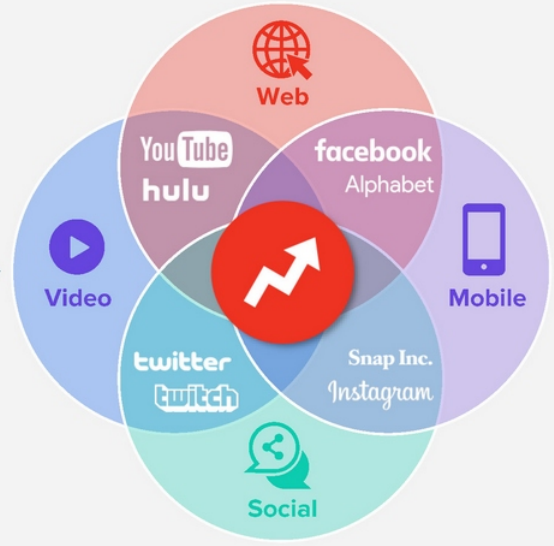 Web
YouTube
hulu
facebook
Alphabet
Video
Mobile
twitter
twitch
Snap Inc.
Instagram
Social